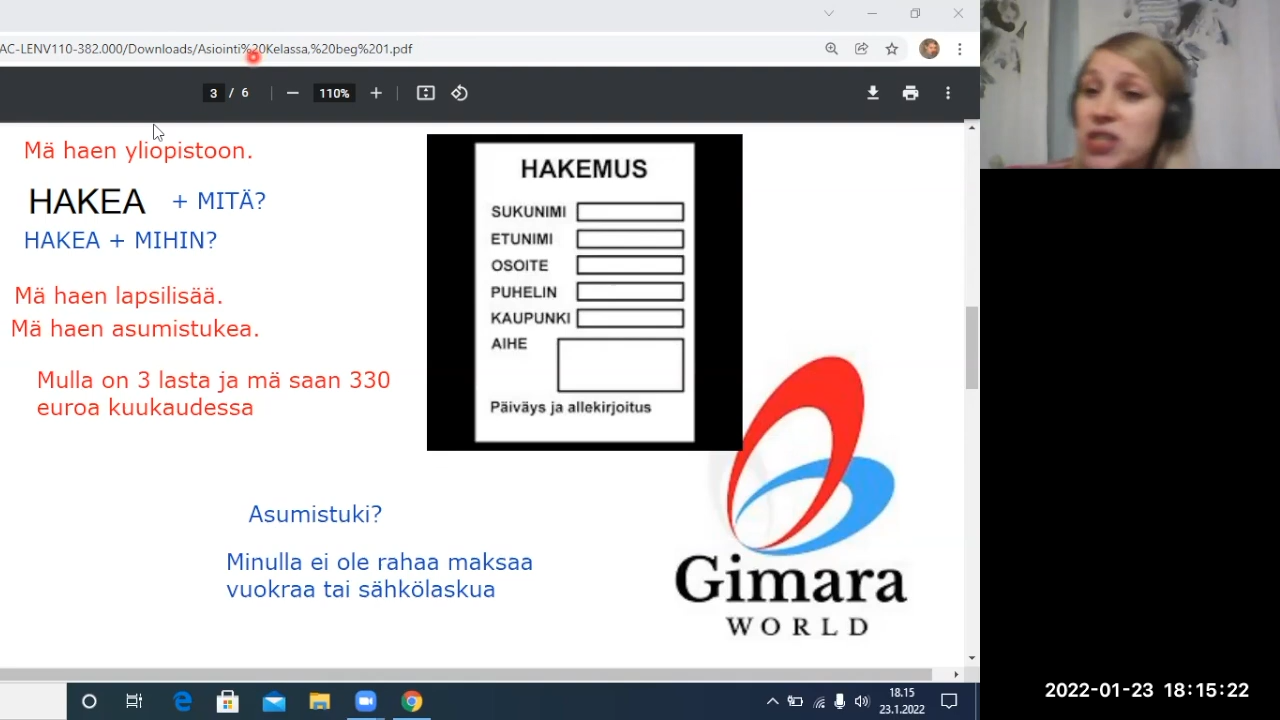 AC-LENV110-382.000/Downloads/Asiointi%20Kelassa,%20beg%201.pdf
3 / 6
110%
Mä haen yliopistoon.
HAKEA + MITÄ?
HAKEA + MIHIN?
Mä haen lapsilisää.
Mä haen asumistukea.
Mulla on 3 lasta ja mä saan 330
euroa kuukaudessa
HAKEMUS
SUKUNIMI
ETUNIMI
OSOITE
PUHELIN
KAUPUNKI
AIHE
Päiväys ja allekirjoitus
Asumistuki?
Minulla ei ole rahaa maksaa
vuokraa tai sähkölaskua
Gimara
WORLD
18.15
23.1.2022
2022-01-23 18:15:22